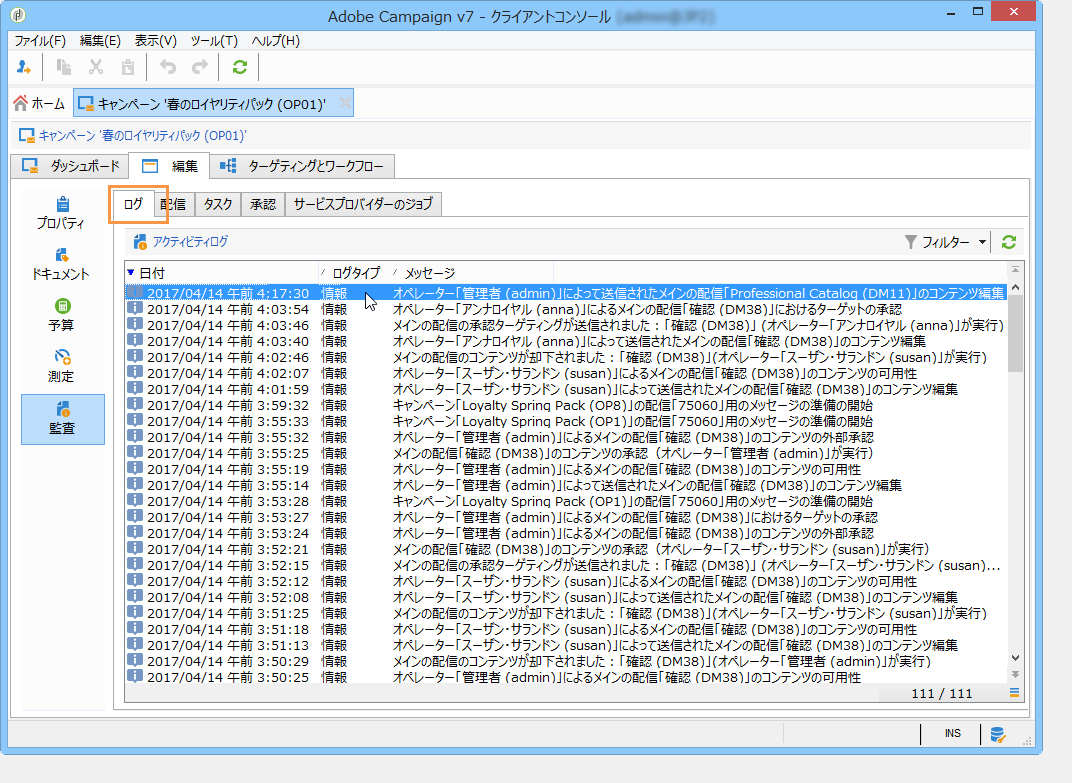 Adobe Campaign v7 - クライアントコンソール
ファイル(F) 編集(E) 表示(V) ツール(T) ヘルプ(H)
ホーム キャンペーン '春のロイヤリティパック (OP01)'
キャンペーン '春のロイヤリティパック (OP01)'
ダッシュボード 編集 ターゲティングとワークフロー
プロパティ
ドキュメント
予算
測定
監査
ログ 配信 タスク 承認 サービスプロバイダーのジョブ
アクティビティログ フィルター
日付 ログタイプ メッセージ
2017/04/14 午前 4:17:30 情報 オペレーター「管理者 (admin)」によって送信されたメインの配信「Professional Catalog (DM11)」のコンテンツ編集
2017/04/14 午前 4:03:54 情報 オペレーター「アンナロイヤル (anna)」によるメインの配信「確認 (DM38)」におけるターゲットの承認
2017/04/14 午前 4:03:46 情報 メインの配信の承認ターゲティングが送信されました：「確認 (DM38)」 (オペレーター「アンナロイヤル (anna)」が実行)
2017/04/14 午前 4:03:40 情報 オペレーター「アンナロイヤル (anna)」によって送信されたメインの配信「確認 (DM38)」のコンテンツ編集
2017/04/14 午前 4:02:46 情報 メインの配信のコンテンツが却下されました：「確認 (DM38)」(オペレーター「スーザン・サランドン (susan)」が実行)
2017/04/14 午前 4:02:07 情報 オペレーター「スーザン・サランドン (susan)」によるメインの配信「確認 (DM38)」のコンテンツの可用性
2017/04/14 午前 4:01:59 情報 オペレーター「スーザン・サランドン (susan)」によって送信されたメインの配信「確認 (DM38)」のコンテンツ編集
2017/04/14 午前 3:59:32 情報 キャンペーン「Loyalty Spring Pack (OP8)」の配信「75060」用のメッセージの準備の開始
2017/04/14 午前 3:55:33 情報 キャンペーン「Loyalty Spring Pack (OP1)」の配信「75060」用のメッセージの準備の開始
2017/04/14 午前 3:55:32 情報 オペレーター「管理者 (admin)」によるメインの配信「確認 (DM38)」のコンテンツの外部承認
2017/04/14 午前 3:55:25 情報 メインの配信「確認 (DM38)」のコンテンツの承認（オペレーター「管理者 (admin)」が実行）
2017/04/14 午前 3:55:19 情報 オペレーター「管理者 (admin)」によるメインの配信「確認 (DM38)」のコンテンツの可用性
2017/04/14 午前 3:55:14 情報 オペレーター「管理者 (admin)」によって送信されたメインの配信「確認 (DM38)」のコンテンツ編集
2017/04/14 午前 3:53:28 情報 キャンペーン「Loyalty Spring Pack (OP1)」の配信「75060」用のメッセージの準備の開始
2017/04/14 午前 3:53:27 情報 オペレーター「管理者 (admin)」によるメインの配信「確認 (DM38)」におけるターゲットの承認
2017/04/14 午前 3:53:24 情報 オペレーター「管理者 (admin)」によるメインの配信「確認 (DM38)」のコンテンツの外部承認
2017/04/14 午前 3:52:21 情報 メインの配信「確認 (DM38)」のコンテンツの承認（オペレーター「スーザン・サランドン (susan)」が実行）
2017/04/14 午前 3:52:15 情報 メインの配信の承認ターゲティングが送信されました：「確認 (DM38)」 (オペレーター「スーザン・サランドン (susan)...
2017/04/14 午前 3:52:12 情報 オペレーター「スーザン・サランドン (susan)」によるメインの配信「確認 (DM38)」のコンテンツの可用性
2017/04/14 午前 3:52:08 情報 オペレーター「スーザン・サランドン (susan)」によって送信されたメインの配信「確認 (DM38)」のコンテンツ編集
2017/04/14 午前 3:51:25 情報 メインの配信のコンテンツが却下されました：「確認 (DM38)」(オペレーター「スーザン・サランドン (susan)」が実行)
2017/04/14 午前 3:51:18 情報 オペレーター「スーザン・サランドン (susan)」によるメインの配信「確認 (DM38)」のコンテンツの可用性
2017/04/14 午前 3:51:13 情報 オペレーター「スーザン・サランドン (susan)」によって送信されたメインの配信「確認 (DM38)」のコンテンツ編集
2017/04/14 午前 3:50:29 情報 メインの配信のコンテンツが却下されました：「確認 (DM38)」(オペレーター「管理者 (admin)」が実行)
2017/04/14 午前 3:50:25 情報 オペレーター「管理者 (admin)」によるメインの配信「確認 (DM38)」のコンテンツの可用性
111 / 111
INS